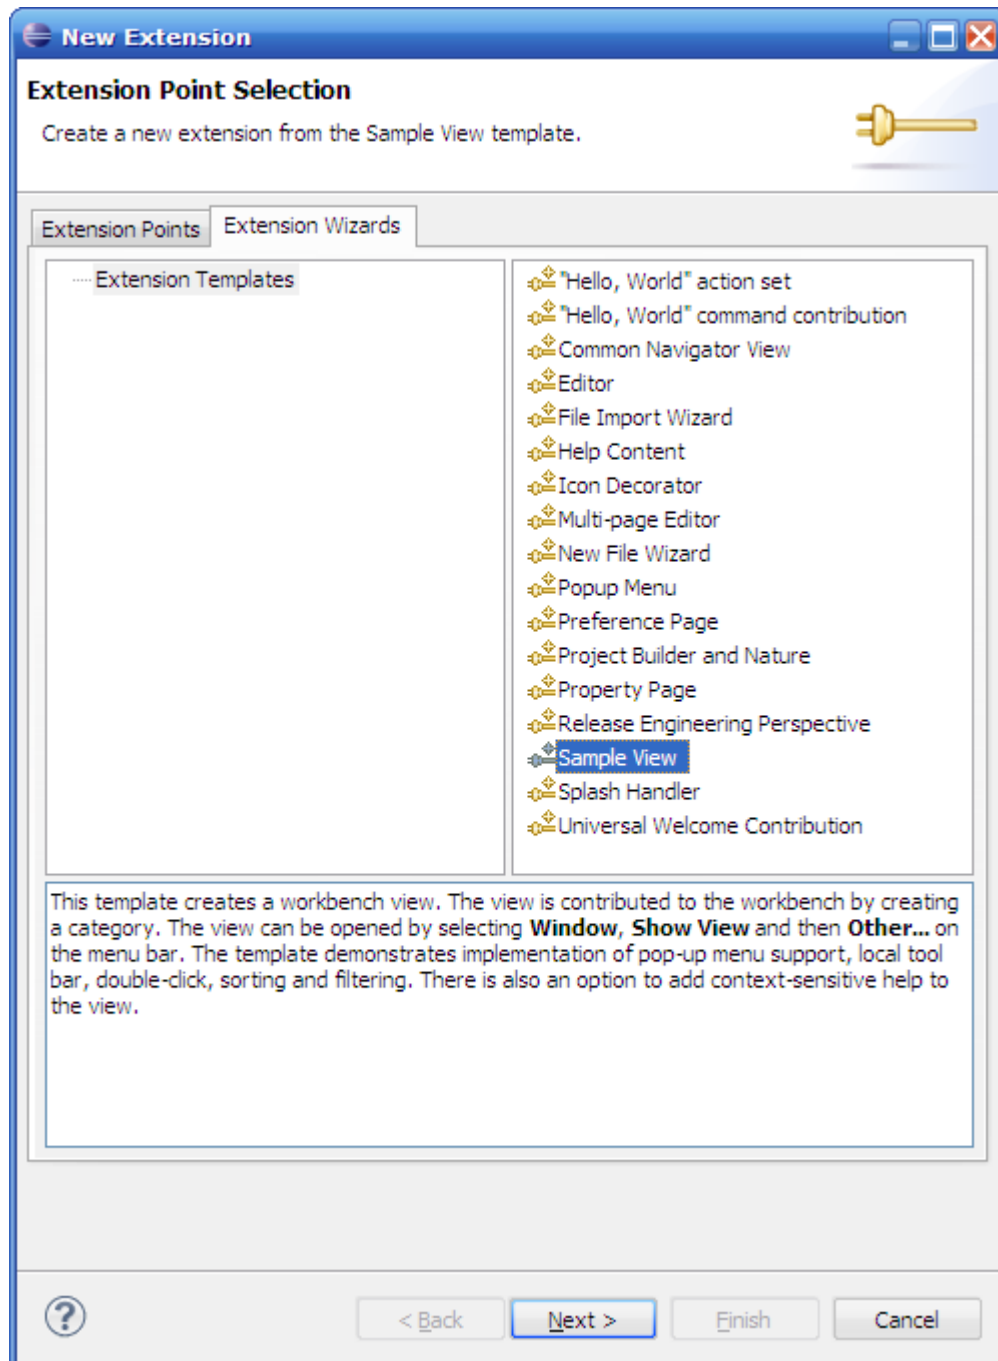 New Extension
Extension Point Selection
Create a new extension from the Sample View template.
Extension Points
Extension Wizards
Extension Templates
"Hello, World" action set
"Hello, World" command contribution
Common Navigator View
Editor
File Import Wizard
Help Content
Icon Decorator
Multi-page Editor
New File Wizard
Popup Menu
Preference Page
Project Builder and Nature
Property Page
Release Engineering Perspective
Sample View
Splash Handler
Universal Welcome Contribution
This template creates a workbench view. The view is contributed to the workbench by creating
a category. The view can be opened by selecting Window, Show View and then Other... on
the menu bar. The template demonstrates implementation of pop-up menu support, local tool
bar, double-click, sorting and filtering. There is also an option to add context-sensitive help to
the view.
?
< Back
Next >
Finish
Cancel